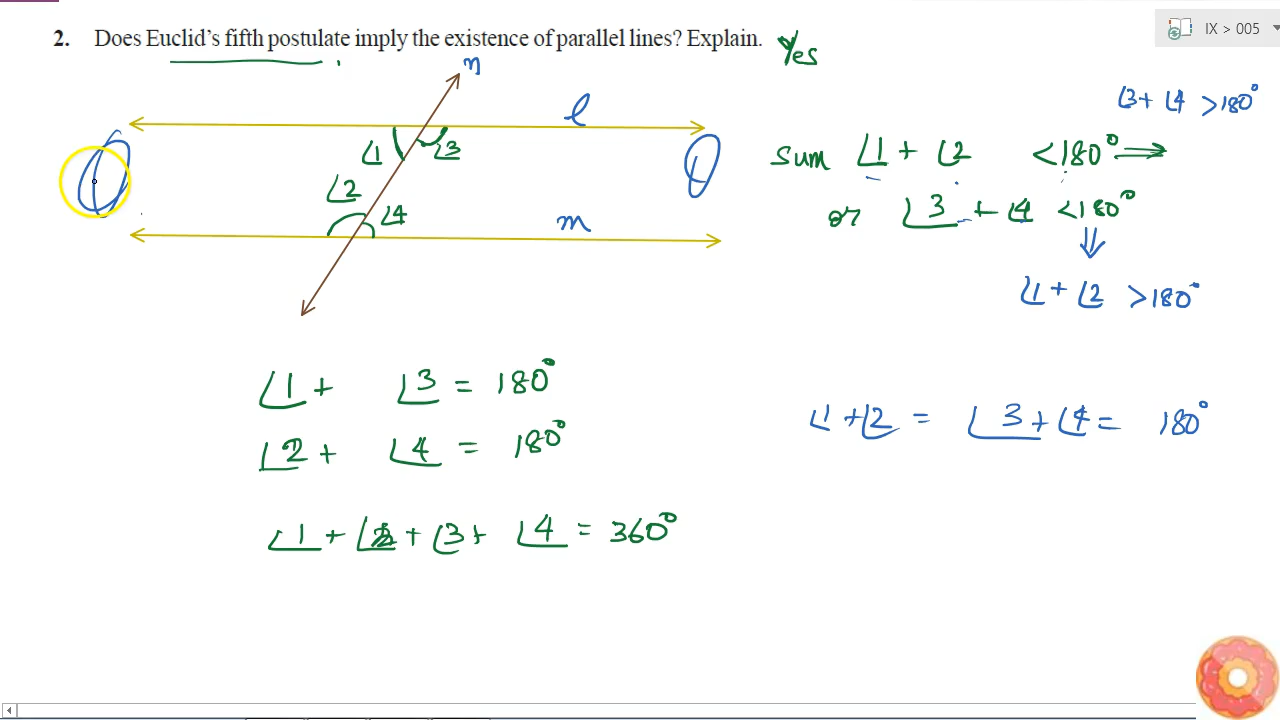 2. Does Euclid's fifth postulate imply the existence of parallel lines? Explain. Yes
IX > 005
n
l
∠3 + ∠4 > 180°
∠1 ∠3
Sum ∠1 + ∠2 < 180° ⇒
∠2
∠4
m
or ∠3 + ∠4 < 180°
⇓
∠1 + ∠2 > 180°
∠1 + ∠3 = 180°
∠1 + ∠2 = ∠3 + ∠4 = 180°
∠2 + ∠4 = 180°
∠1 + ∠2 + ∠3 + ∠4 = 360°